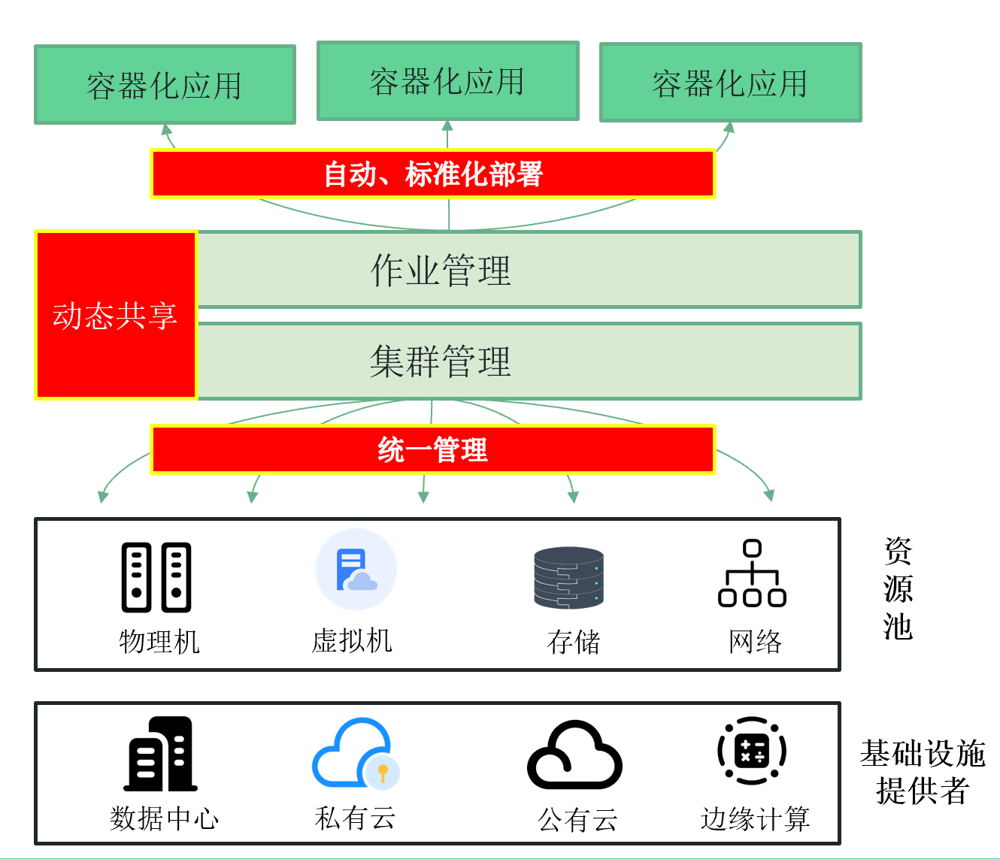 容器化应用
容器化应用
容器化应用
自动、标准化部署
作业管理
动态共享
集群管理
统一管理
物理机
虚拟机
存储
网络
资
源
池
数据中心
私有云
公有云
边缘计算
基础设施
提供者